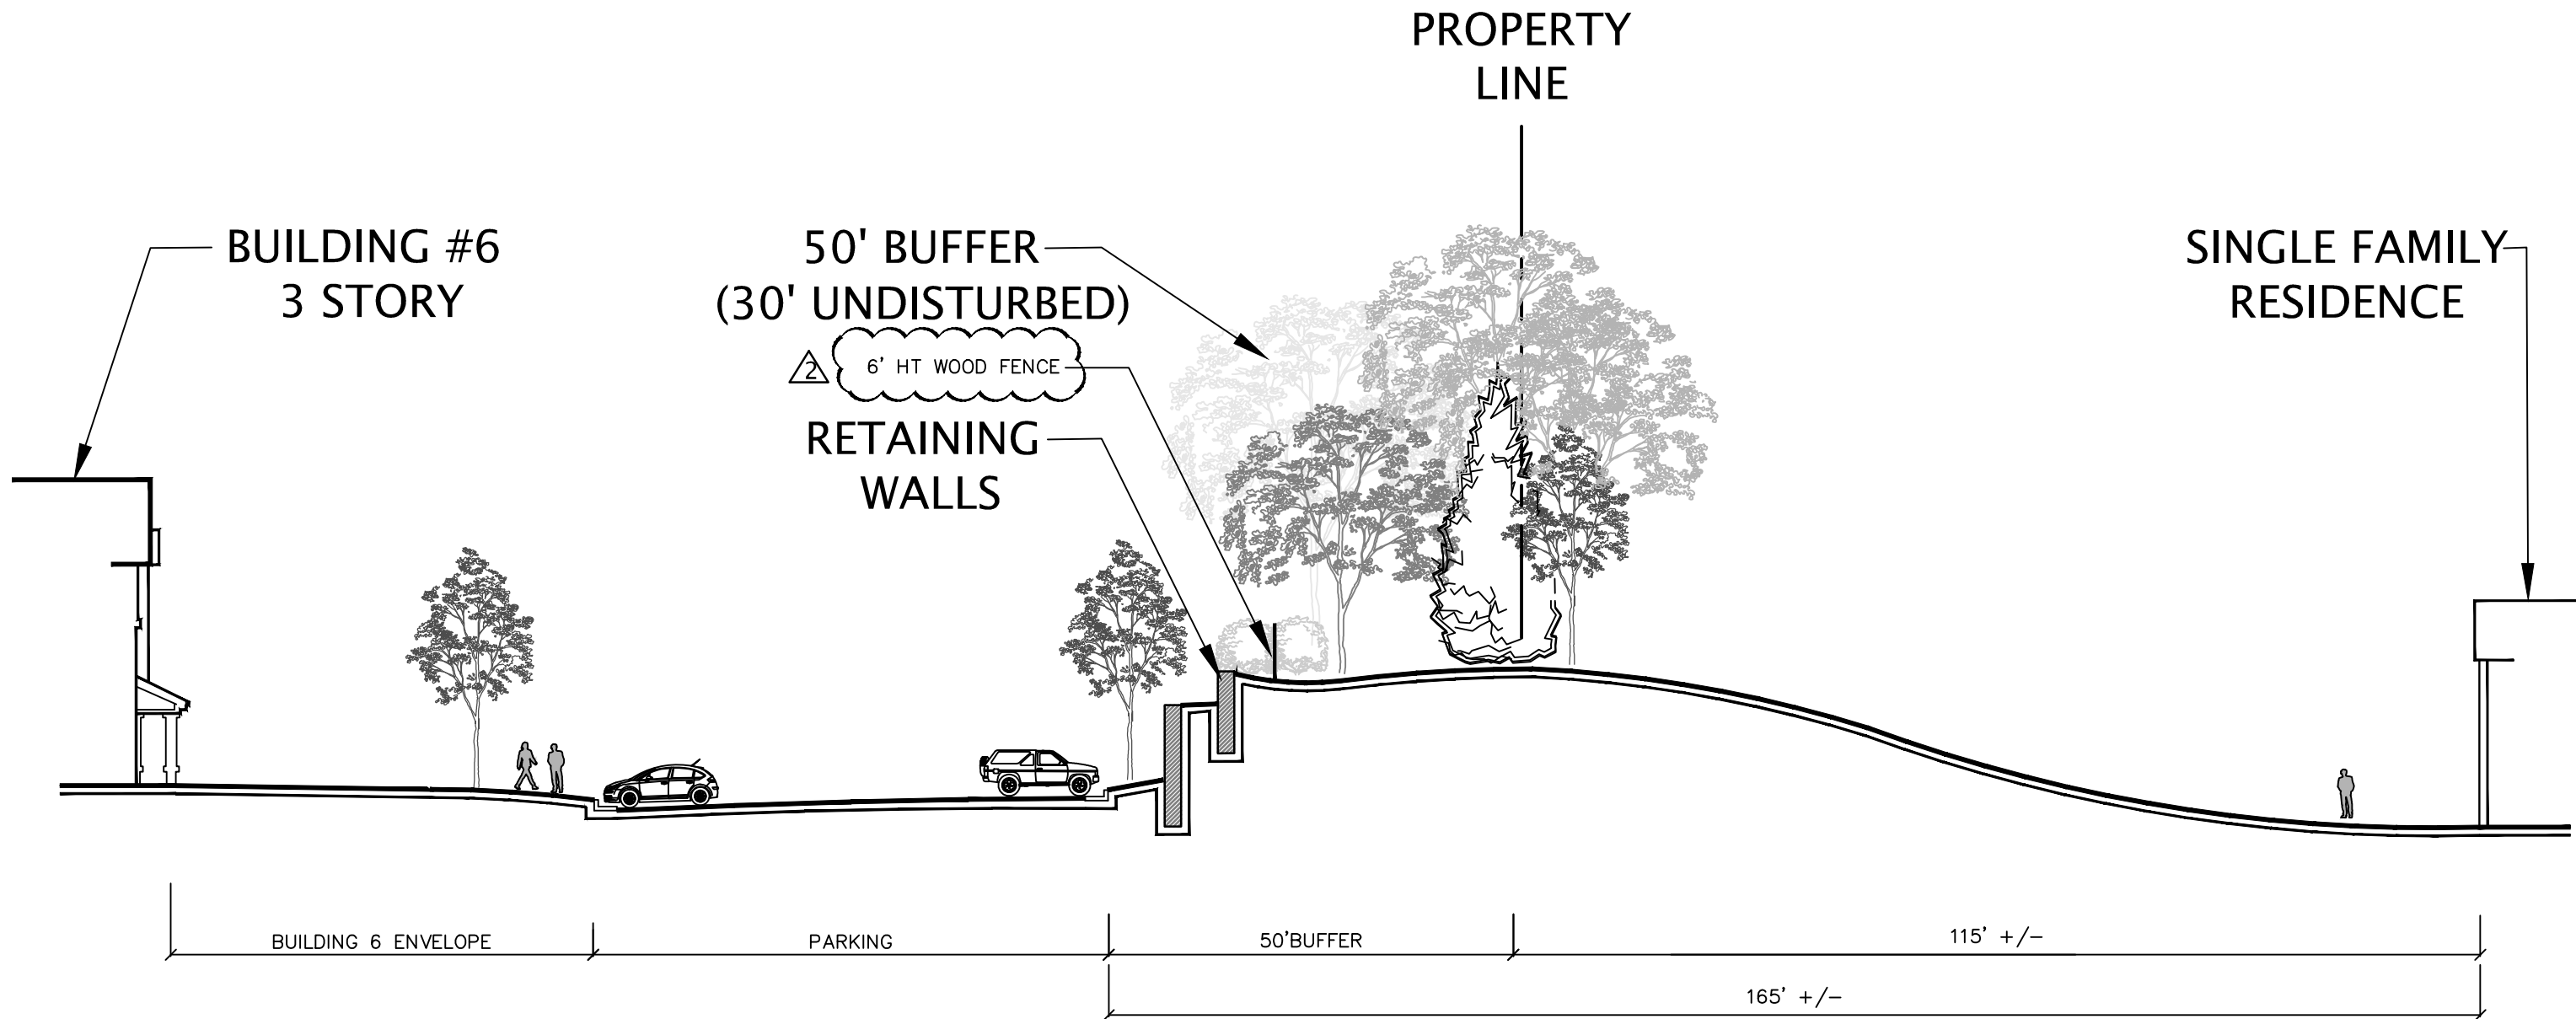 PROPERTY
LINE
BUILDING #6
3 STORY
50' BUFFER
(30' UNDISTURBED)
2
6' HT WOOD FENCE
RETAINING
WALLS
SINGLE FAMILY
RESIDENCE
BUILDING 6 ENVELOPE
PARKING
50'BUFFER
115' +/-
165' +/-